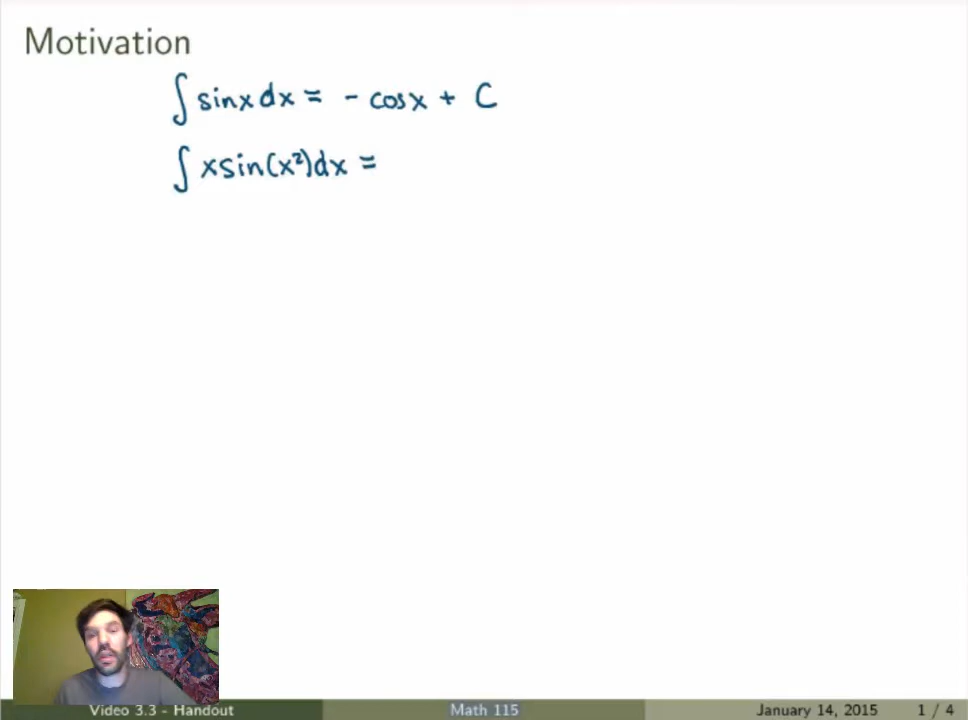 Motivation
∫ sinx dx = - cosx + C
∫ xsin(x²)dx =
Video 3.3 - Handout Math 115 January 14, 2015 1 / 4